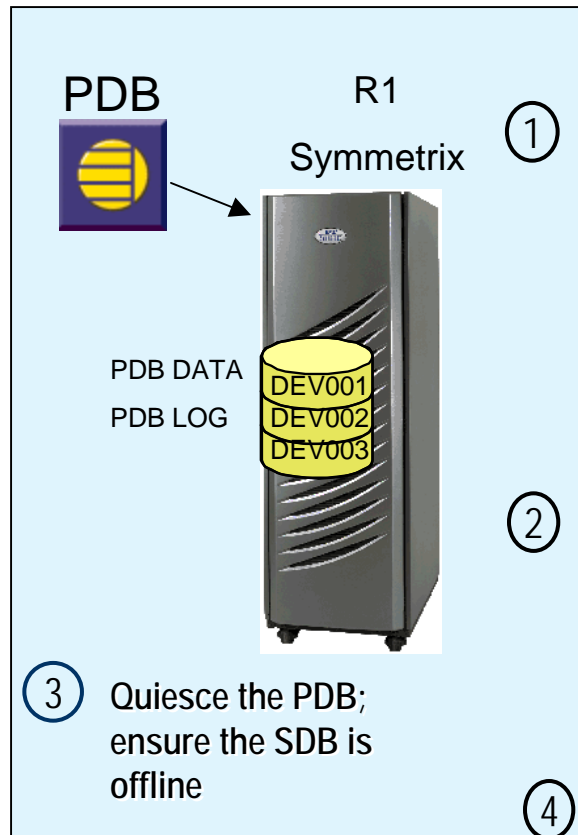 PDB
R1
1
Symmetrix
PDB DATA
DEV001
PDB LOG
DEV002
DEV003
2
3
Quiesce the PDB;
ensure the SDB is
offline
4